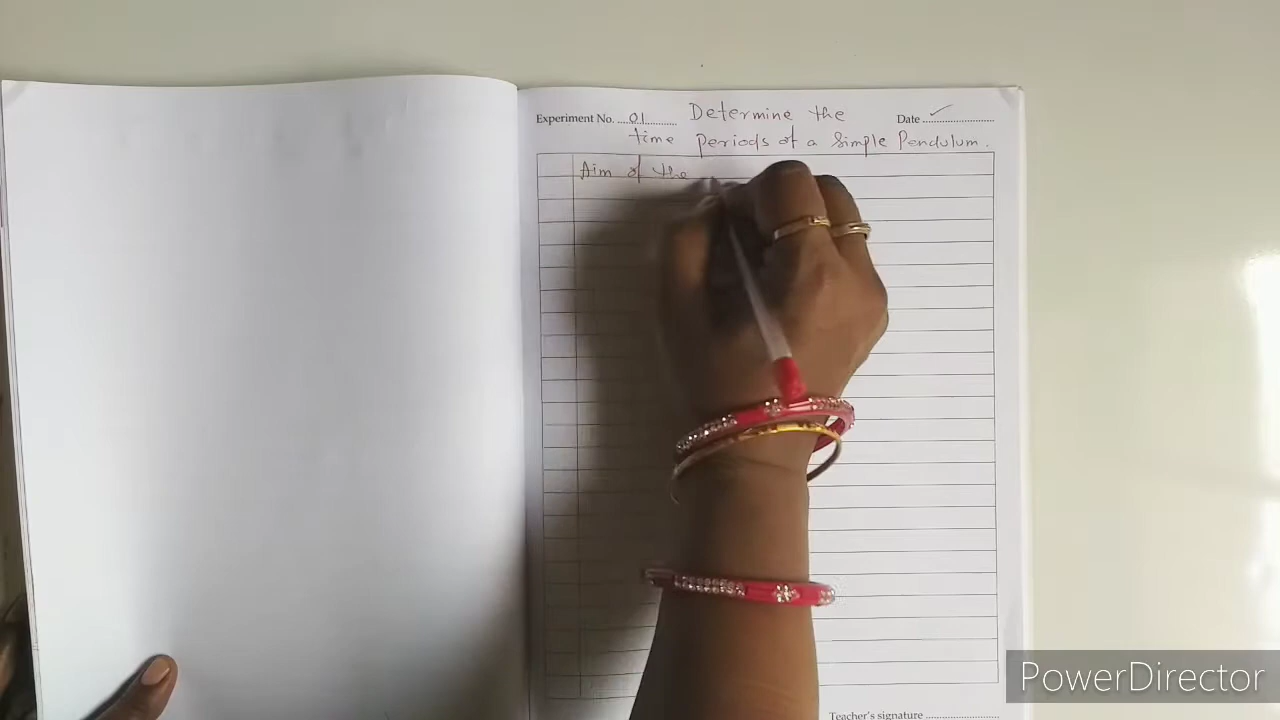 Experiment No. ....01........ Determine the Date ........................
time periods of a Simple Pendulum.
Aim of the
Teacher's signature ........................
PowerDirector